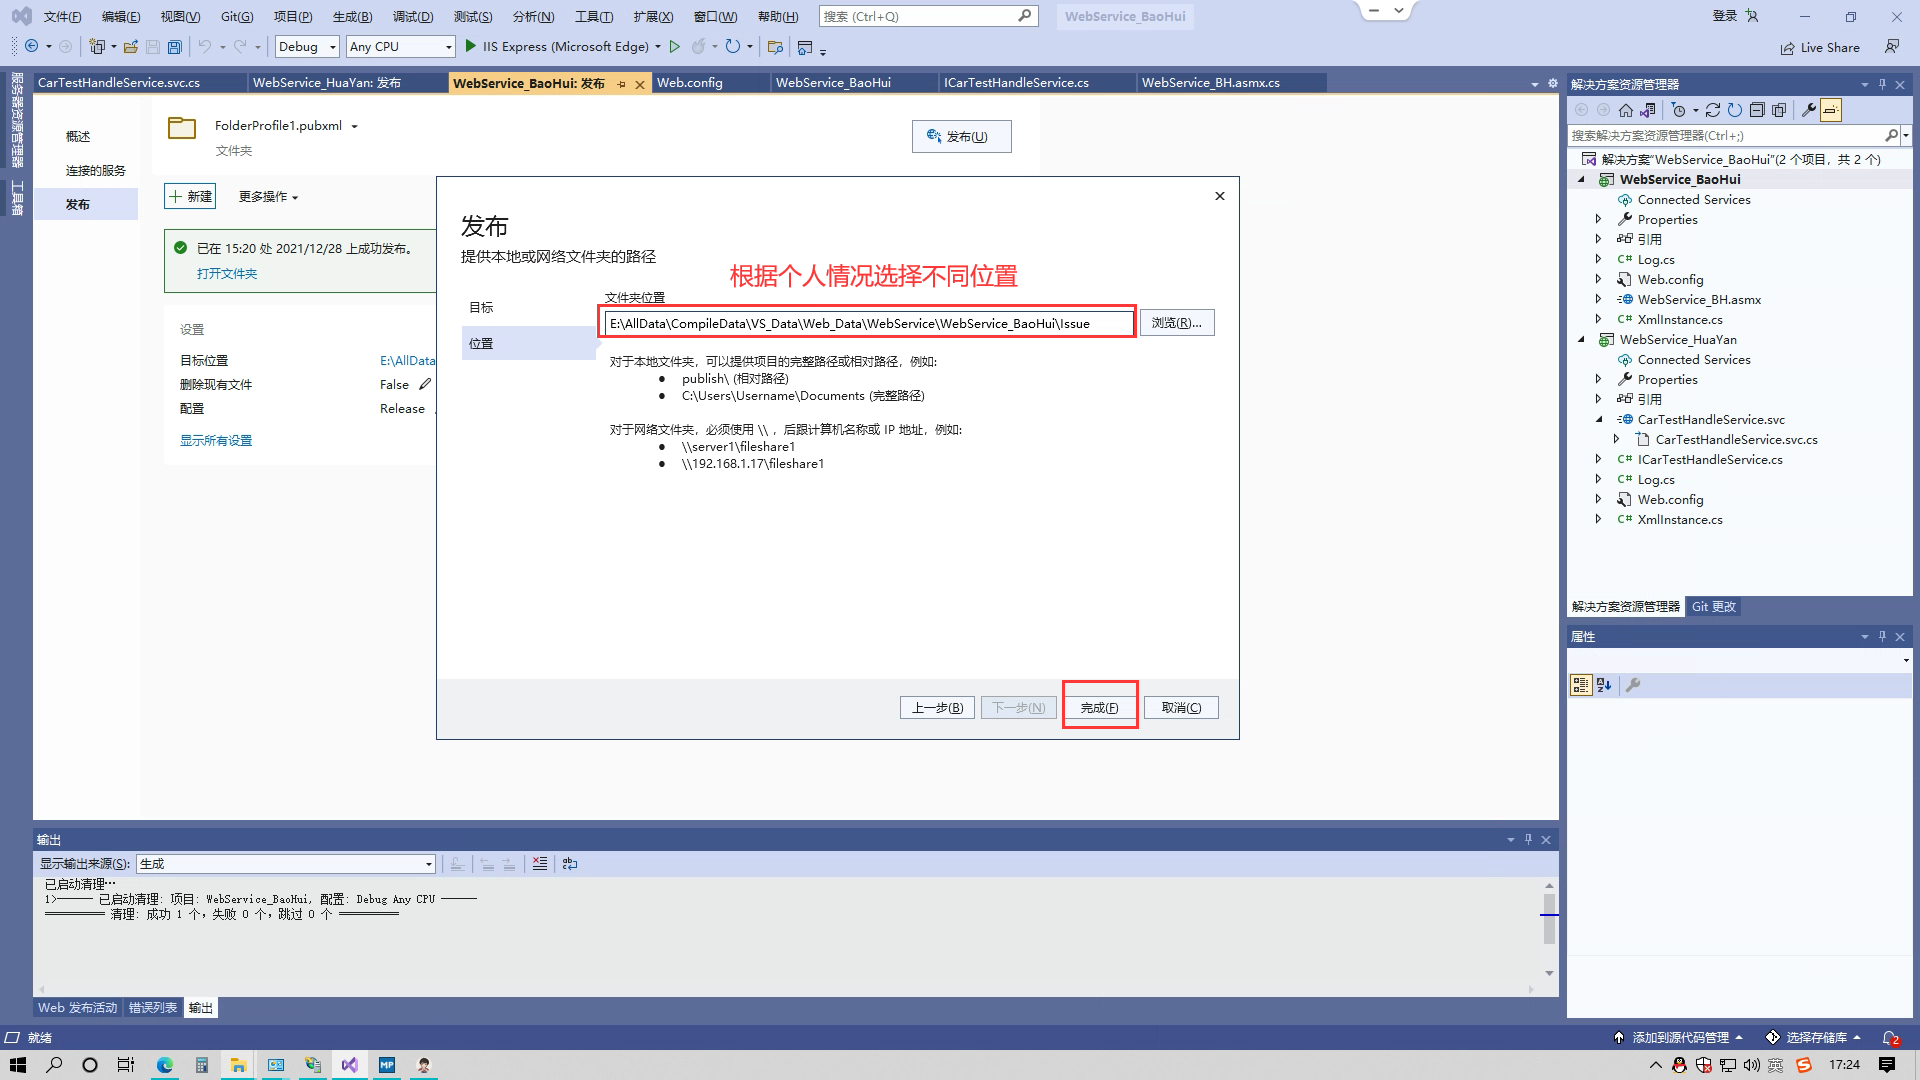 文件(F) 编辑(E) 视图(V) Git(G) 项目(P) 生成(B) 调试(D) 测试(S) 分析(N) 工具(T) 扩展(X) 窗口(W) 帮助(H) 搜索 (Ctrl+Q) WebService_BaoHui 登录
Debug Any CPU IIS Express (Microsoft Edge) Live Share
服务器资源管理器
工具箱
CarTestHandleService.svc.cs WebService_HuaYan: 发布 WebService_BaoHui: 发布 Web.config WebService_BaoHui ICarTestHandleService.cs WebService_BH.asmx.cs
概述
连接的服务
发布
FolderProfile1.pubxml
文件夹
发布(U)
新建 更多操作
已在 15:20 处 2021/12/28 上成功发布。
打开文件夹
设置
目标位置 E:\AllData
删除现有文件 False
配置 Release
显示所有设置
发布
提供本地或网络文件夹的路径
根据个人情况选择不同位置
目标
位置
文件夹位置
E:\AllData\CompileData\VS_Data\Web_Data\WebService\WebService_BaoHui\Issue
浏览(R)...
对于本地文件夹，可以提供项目的完整路径或相对路径，例如:
● publish\ (相对路径)
● C:\Users\Username\Documents (完整路径)
对于网络文件夹，必须使用 \\ ，后跟计算机名称或 IP 地址，例如:
● \\server1\fileshare1
● \\192.168.1.17\fileshare1
上一步(B) 下一步(N) 完成(F) 取消(C)
解决方案资源管理器
搜索解决方案资源管理器(Ctrl+;)
解决方案"WebService_BaoHui"(2 个项目，共 2 个)
WebService_BaoHui
Connected Services
Properties
引用
C# Log.cs
Web.config
WebService_BH.asmx
C# XmlInstance.cs
WebService_HuaYan
Connected Services
Properties
引用
CarTestHandleService.svc
CarTestHandleService.svc.cs
C# ICarTestHandleService.cs
C# Log.cs
Web.config
C# XmlInstance.cs
解决方案资源管理器 Git 更改
属性
输出
显示输出来源(S): 生成
已启动清理…
1>------ 已启动清理: 项目: WebService_BaoHui, 配置: Debug Any CPU ------
========== 清理: 成功 1 个，失败 0 个，跳过 0 个 ==========
Web 发布活动 错误列表 输出
就绪 添加到源代码管理 选择存储库 2
MP 英 17:24